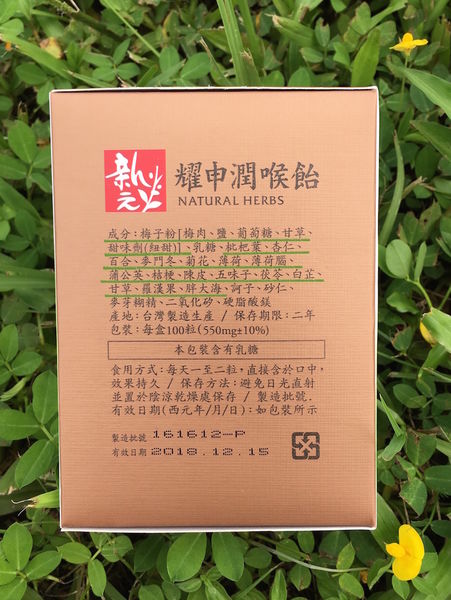 新火
元公
耀申潤喉飴
NATURAL HERBS
成分：梅子粉[梅肉、鹽、葡萄糖、甘草、
甜味劑(紐甜)]、乳糖、枇杷葉、杏仁、
百合、麥門冬、菊花、薄荷、薄荷腦、
蒲公英、桔梗、陳皮、五味子、茯苓、白芷、
甘草、羅漢果、胖大海、訶子、砂仁、
麥芽糊精、二氧化矽、硬脂酸鎂
產地：台灣製造生產 / 保存期限：二年
包裝：每盒100粒(550mg±10%)
本包裝含有乳糖
食用方式：每天一至二粒，直接含於口中，
效果持久 / 保存方法：避免日光直射
並置於陰涼乾燥處保存 / 製造批號.
有效日期(西元年/月/日)：如包裝所示
製造批號 161612-P
有效日期 2018.12.15